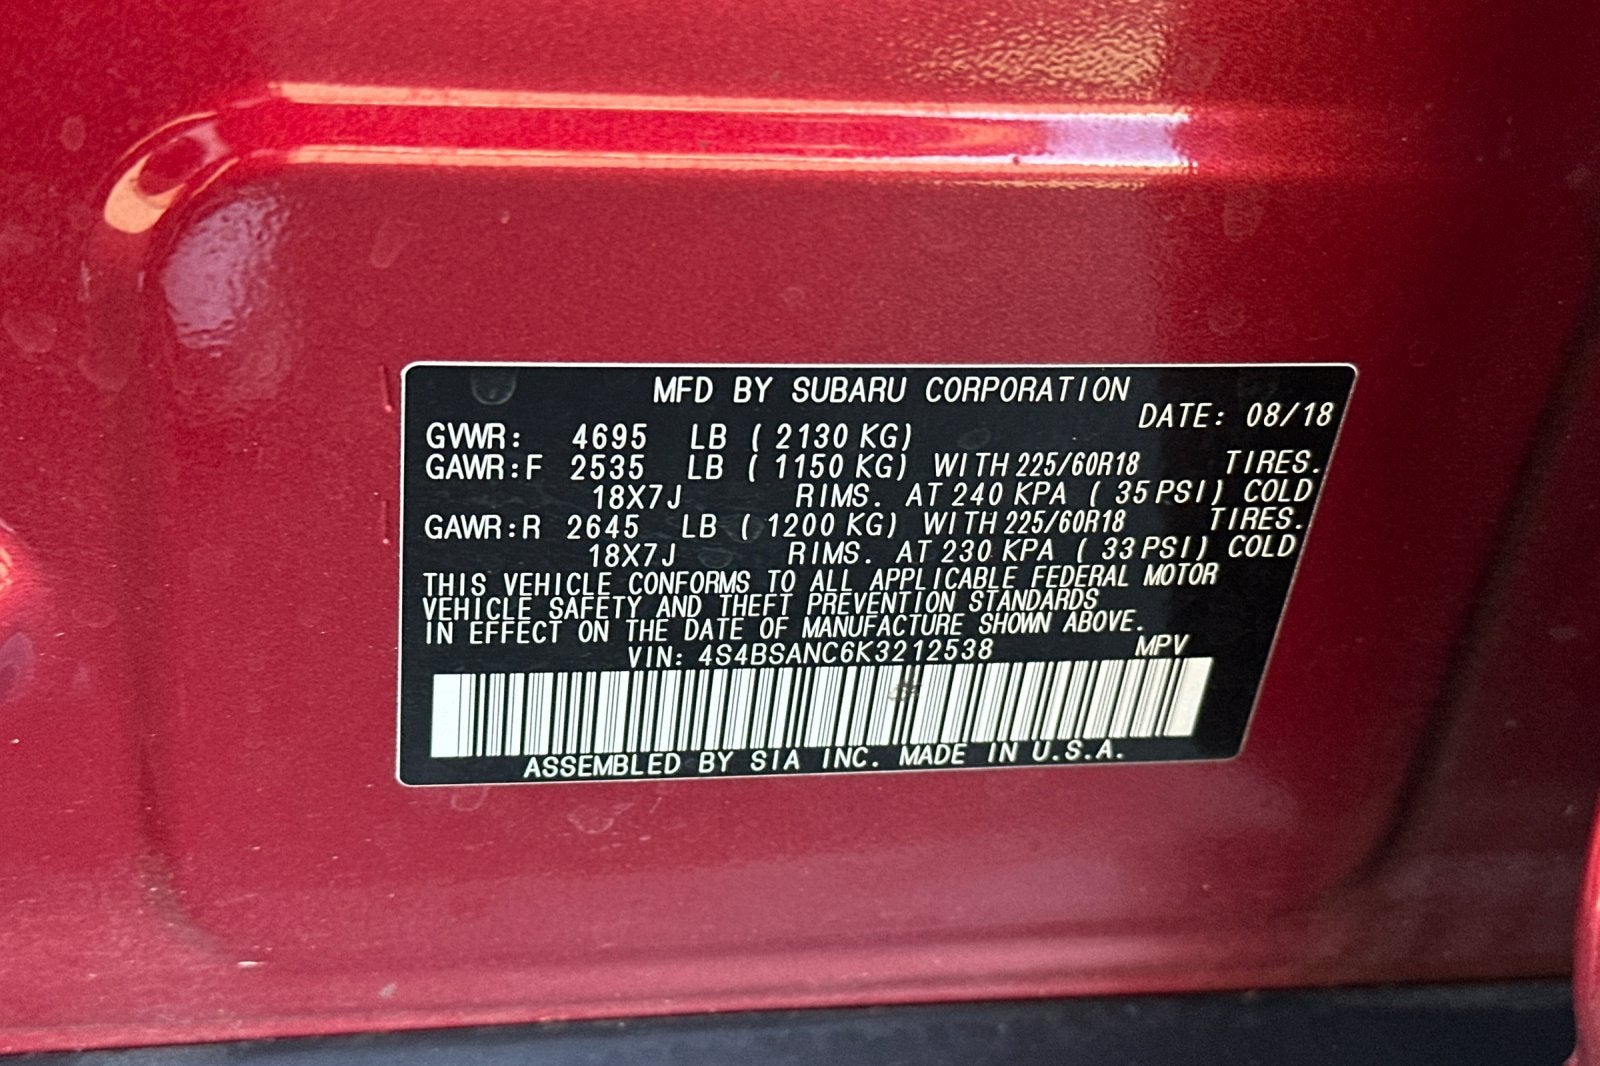 MFD BY SUBARU CORPORATION
DATE: 08/18
GVWR: 4695 LB (2130 KG)
GAWR:F 2535 LB (1150 KG) WITH 225/60R18 TIRES.
18X7J RIMS. AT 240 KPA (35 PSI) COLD
GAWR:R 2645 LB (1200 KG) WITH 225/60R18 TIRES.
18X7J RIMS. AT 230 KPA (33 PSI) COLD
THIS VEHICLE CONFORMS TO ALL APPLICABLE FEDERAL MOTOR
VEHICLE SAFETY AND THEFT PREVENTION STANDARDS
IN EFFECT ON THE DATE OF MANUFACTURE SHOWN ABOVE.
VIN: 4S4BSANC6K3212538 MPV
ASSEMBLED BY SIA INC. MADE IN U.S.A.